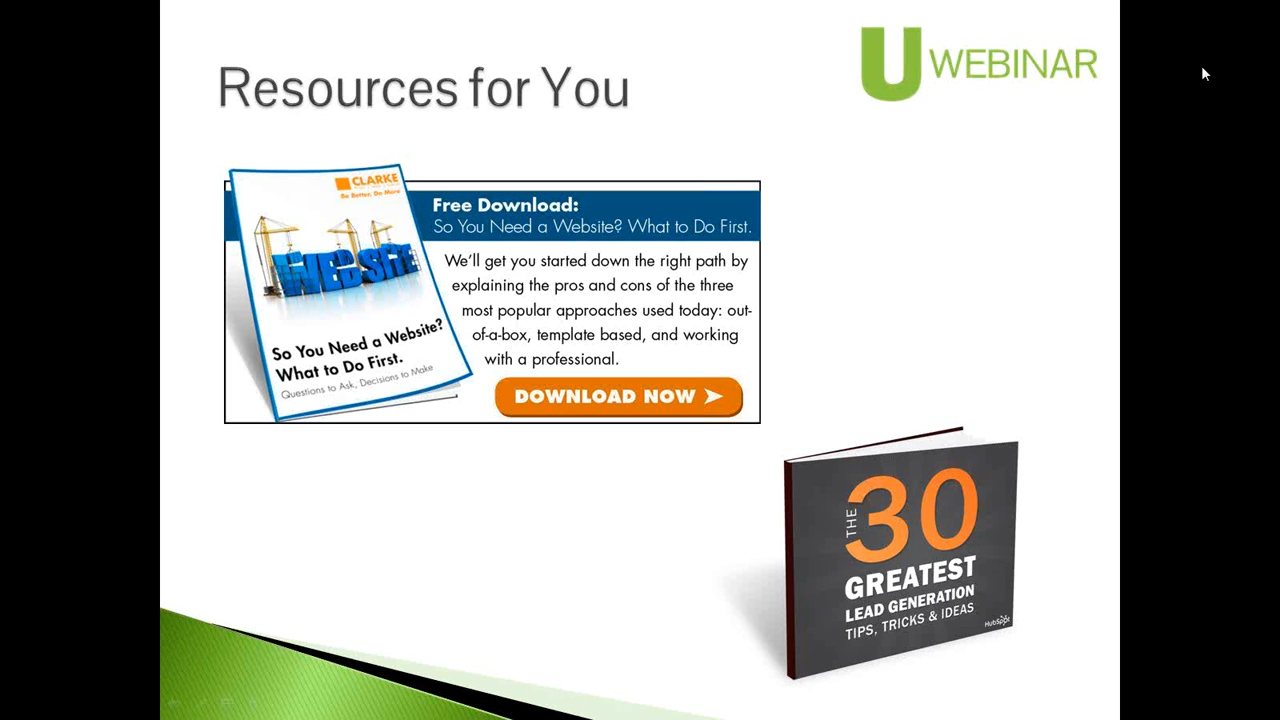 Resources for You
U WEBINAR
CLARKE
Be Better, Do More
WEBSITE
So You Need a Website?
What to Do First.
Questions to Ask, Decisions to Make
Free Download:
So You Need a Website? What to Do First.
We'll get you started down the right path by
explaining the pros and cons of the three
most popular approaches used today: out-
of-a-box, template based, and working
with a professional.
DOWNLOAD NOW
THE
30
GREATEST
LEAD GENERATION
TIPS, TRICKS & IDEAS
HubSpot